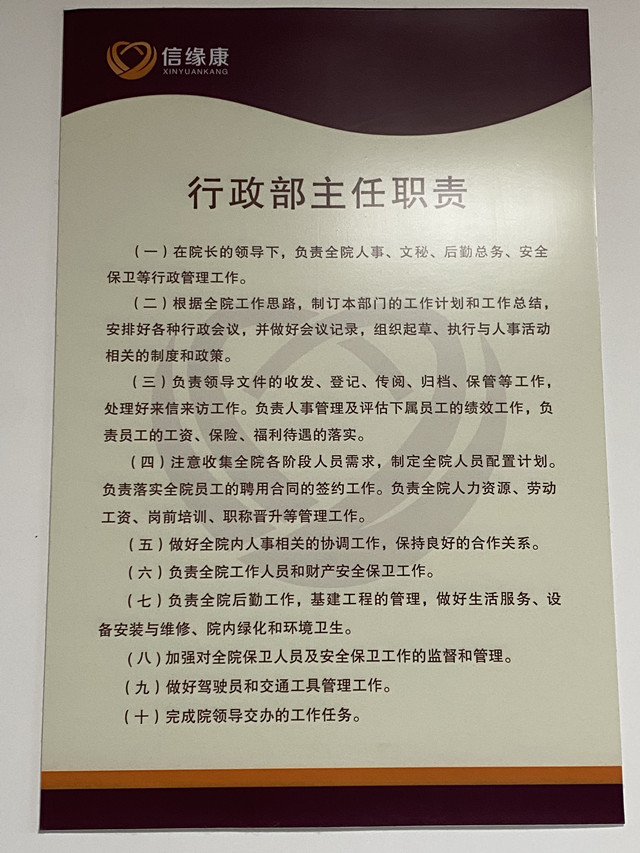 信缘康
XINYUANKANG
行政部主任职责
（一）在院长的领导下，负责全院人事、文秘、后勤总务、安全
保卫等行政管理工作。
（二）根据全院工作思路，制订本部门的工作计划和工作总结，
安排好各种行政会议，并做好会议记录，组织起草、执行与人事活动
相关的制度和政策。
（三）负责领导文件的收发、登记、传阅、归档、保管等工作，
处理好来信来访工作。负责人事管理及评估下属员工的绩效工作，负
责员工的工资、保险、福利待遇的落实。
（四）注意收集全院各阶段人员需求，制定全院人员配置计划。
负责落实全院员工的聘用合同的签约工作。负责全院人力资源、劳动
工资、岗前培训、职称晋升等管理工作。
（五）做好全院内人事相关的协调工作，保持良好的合作关系。
（六）负责全院工作人员和财产安全保卫工作。
（七）负责全院后勤工作，基建工程的管理，做好生活服务、设
备安装与维修、院内绿化和环境卫生。
（八）加强对全院保卫人员及安全保卫工作的监督和管理。
（九）做好驾驶员和交通工具管理工作。
（十）完成院领导交办的工作任务。